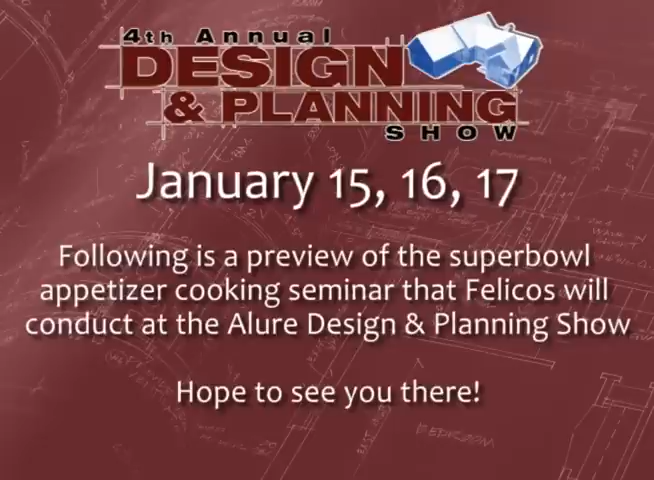 4th Annual
DESIGN
& PLANNING
SHOW
January 15, 16, 17
Following is a preview of the superbowl
appetizer cooking seminar that Felicos will
conduct at the Alure Design & Planning Show
Hope to see you there!
BEDROOM